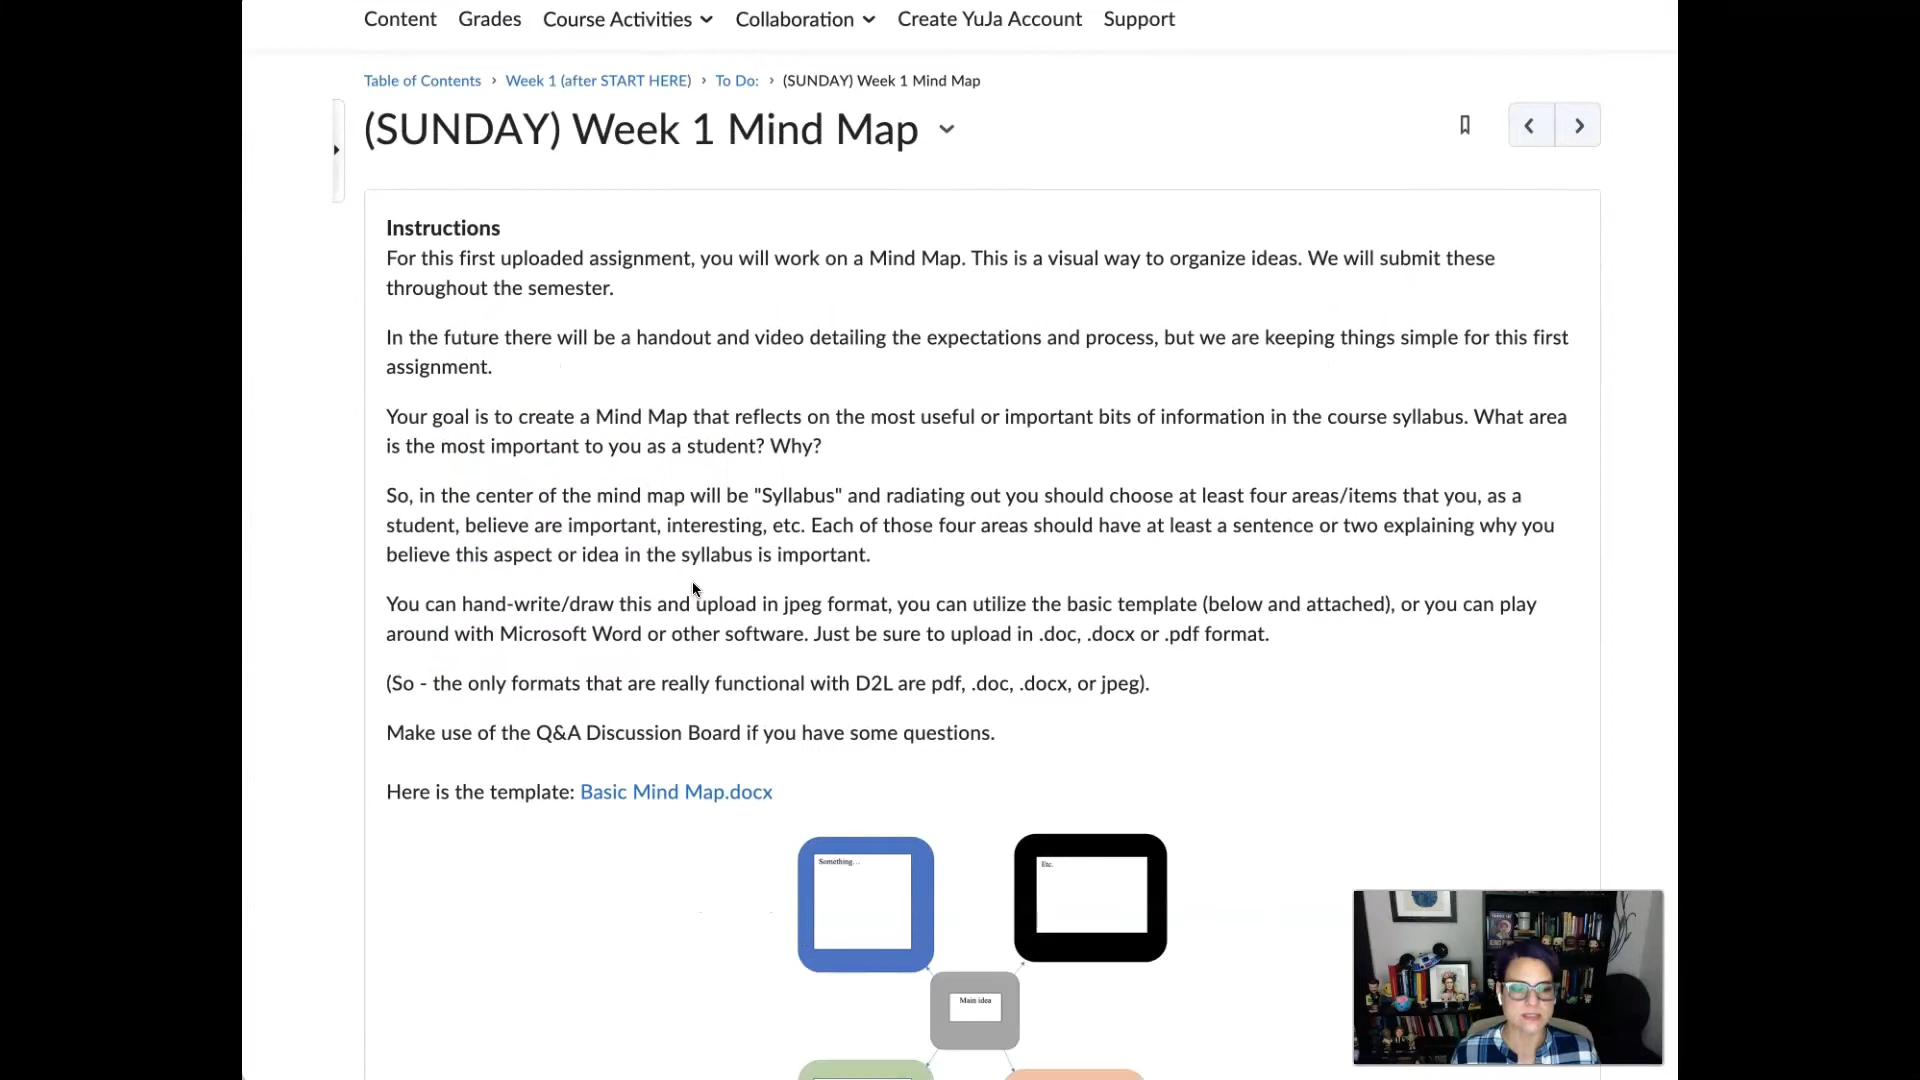 Content Grades Course Activities Collaboration Create YuJa Account Support
Table of Contents › Week 1 (after START HERE) › To Do: › (SUNDAY) Week 1 Mind Map
(SUNDAY) Week 1 Mind Map
Instructions
For this first uploaded assignment, you will work on a Mind Map. This is a visual way to organize ideas. We will submit these
throughout the semester.
In the future there will be a handout and video detailing the expectations and process, but we are keeping things simple for this first
assignment.
Your goal is to create a Mind Map that reflects on the most useful or important bits of information in the course syllabus. What area
is the most important to you as a student? Why?
So, in the center of the mind map will be "Syllabus" and radiating out you should choose at least four areas/items that you, as a
student, believe are important, interesting, etc. Each of those four areas should have at least a sentence or two explaining why you
believe this aspect or idea in the syllabus is important.
You can hand-write/draw this and upload in jpeg format, you can utilize the basic template (below and attached), or you can play
around with Microsoft Word or other software. Just be sure to upload in .doc, .docx or .pdf format.
(So - the only formats that are really functional with D2L are pdf, .doc, .docx, or jpeg).
Make use of the Q&A Discussion Board if you have some questions.
Here is the template: Basic Mind Map.docx
Something...
Etc.
Main idea